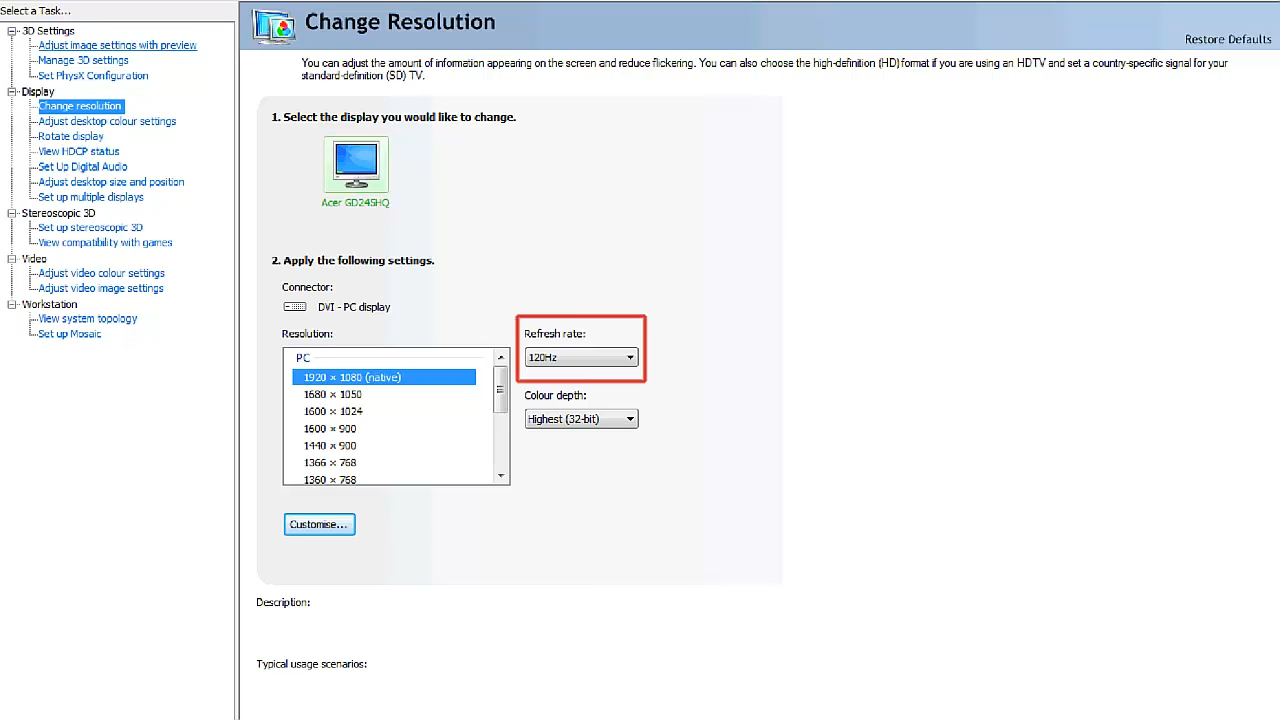 Select a Task...
3D Settings
Adjust image settings with preview
Manage 3D settings
Set PhysX Configuration
Display
Change resolution
Adjust desktop colour settings
Rotate display
View HDCP status
Set Up Digital Audio
Adjust desktop size and position
Set up multiple displays
Stereoscopic 3D
Set up stereoscopic 3D
View compatibility with games
Video
Adjust video colour settings
Adjust video image settings
Workstation
View system topology
Set up Mosaic
Change Resolution
Restore Defaults
You can adjust the amount of information appearing on the screen and reduce flickering. You can also choose the high-definition (HD) format if you are using an HDTV and set a country-specific signal for your
standard-definition (SD) TV.
1. Select the display you would like to change.
Acer GD245HQ
2. Apply the following settings.
Connector:
DVI - PC display
Resolution:
PC
1920 × 1080 (native)
1680 × 1050
1600 × 1024
1600 × 900
1440 × 900
1366 × 768
1360 × 768
Refresh rate:
120Hz
Colour depth:
Highest (32-bit)
Customise...
Description:
Typical usage scenarios: